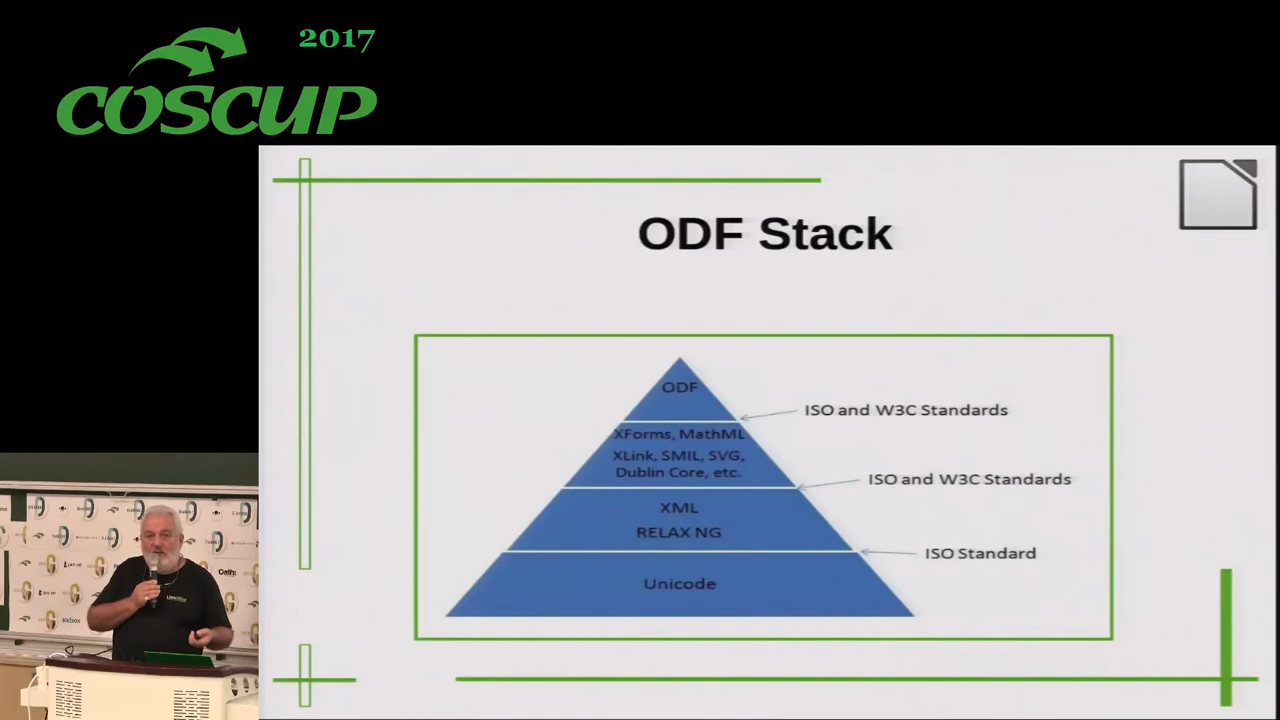 2017
COSCUP
ODF Stack
ODF
ISO and W3C Standards
XForms, MathML
XLink, SMIL, SVG,
Dublin Core, etc.
ISO and W3C Standards
XML
RELAX NG
ISO Standard
Unicode